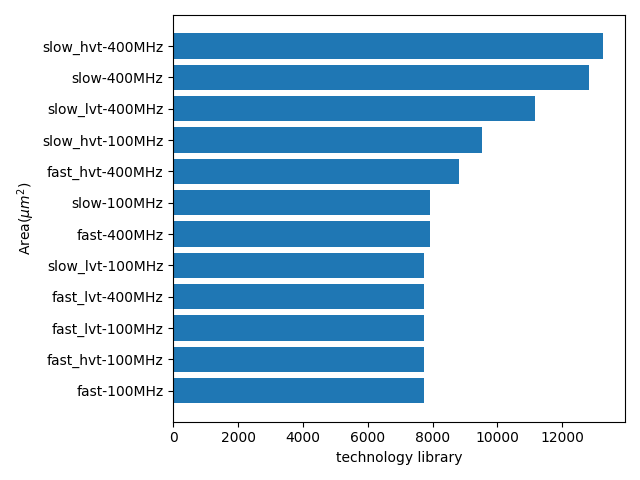 slow_hvt-400MHz
slow-400MHz
slow_lvt-400MHz
slow_hvt-100MHz
fast_hvt-400MHz
slow-100MHz
fast-400MHz
slow_lvt-100MHz
fast_lvt-400MHz
fast_lvt-100MHz
fast_hvt-100MHz
fast-100MHz
Area(μm²)
0 2000 4000 6000 8000 10000 12000
technology library